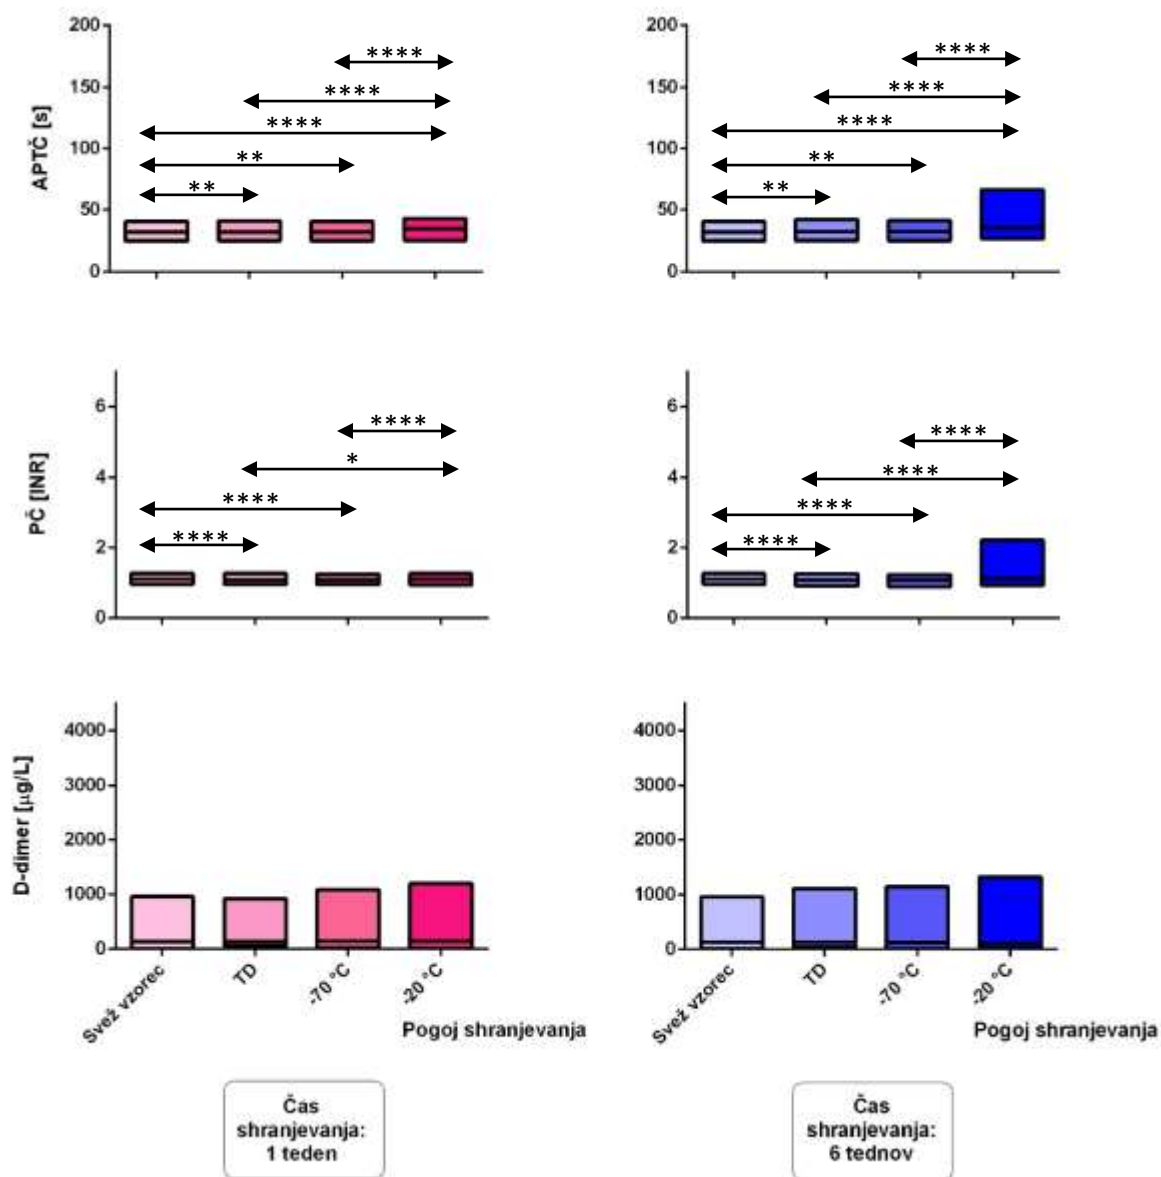 200
150
100
50
0
APTČ [s]
****
****
****
**
**
200
150
100
50
0
****
****
****
**
**
6
4
2
0
PČ [INR]
****
*
****
****
6
4
2
0
****
****
****
****
4000
3000
2000
1000
0
D-dimer [µg/L]
Svež vzorec
TD
-70 °C
-20 °C
Pogoj shranjevanja
4000
3000
2000
1000
0
Svež vzorec
TD
-70 °C
-20 °C
Pogoj shranjevanja
Čas
shranjevanja:
1 teden
Čas
shranjevanja:
6 tednov